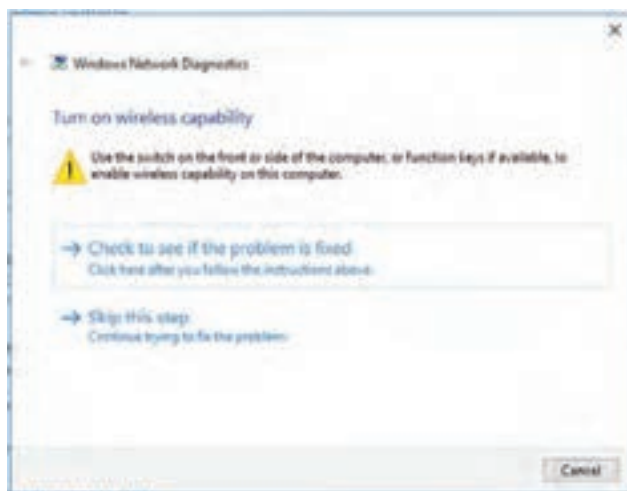 Windows Network Diagnostics
Turn on wireless capability
Use the switch on the front or side of the computer, or function keys if available, to
enable wireless capability on this computer.
→ Check to see if the problem is fixed
Click here after you follow the instructions above.
→ Skip this step
Continue trying to fix the problem.
Cancel